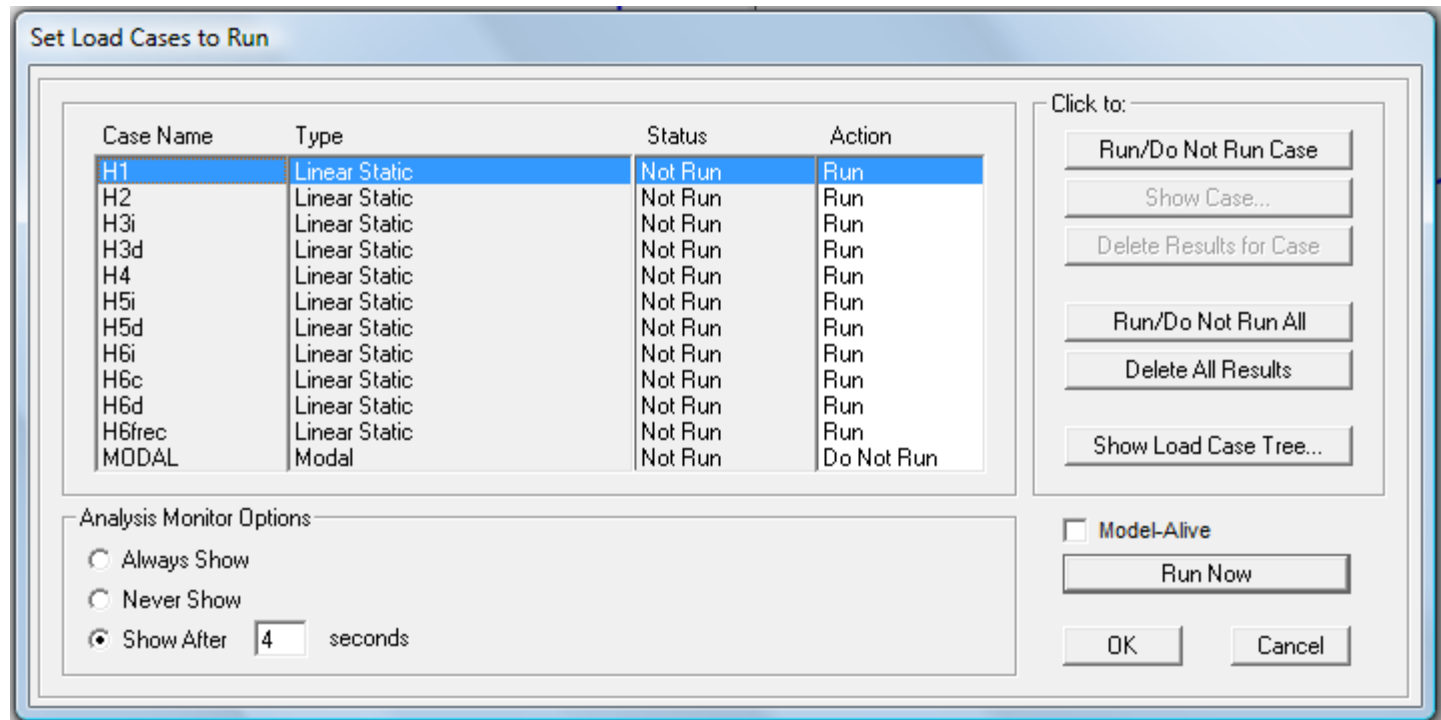 Set Load Cases to Run
Case Name Type Status Action
H1 Linear Static Not Run Run
H2 Linear Static Not Run Run
H3i Linear Static Not Run Run
H3d Linear Static Not Run Run
H4 Linear Static Not Run Run
H5i Linear Static Not Run Run
H5d Linear Static Not Run Run
H6i Linear Static Not Run Run
H6c Linear Static Not Run Run
H6d Linear Static Not Run Run
H6frec Linear Static Not Run Run
MODAL Modal Not Run Do Not Run
Click to:
Run/Do Not Run Case
Show Case...
Delete Results for Case
Run/Do Not Run All
Delete All Results
Show Load Case Tree...
Analysis Monitor Options
Always Show
Never Show
Show After 4 seconds
Model-Alive
Run Now
OK Cancel